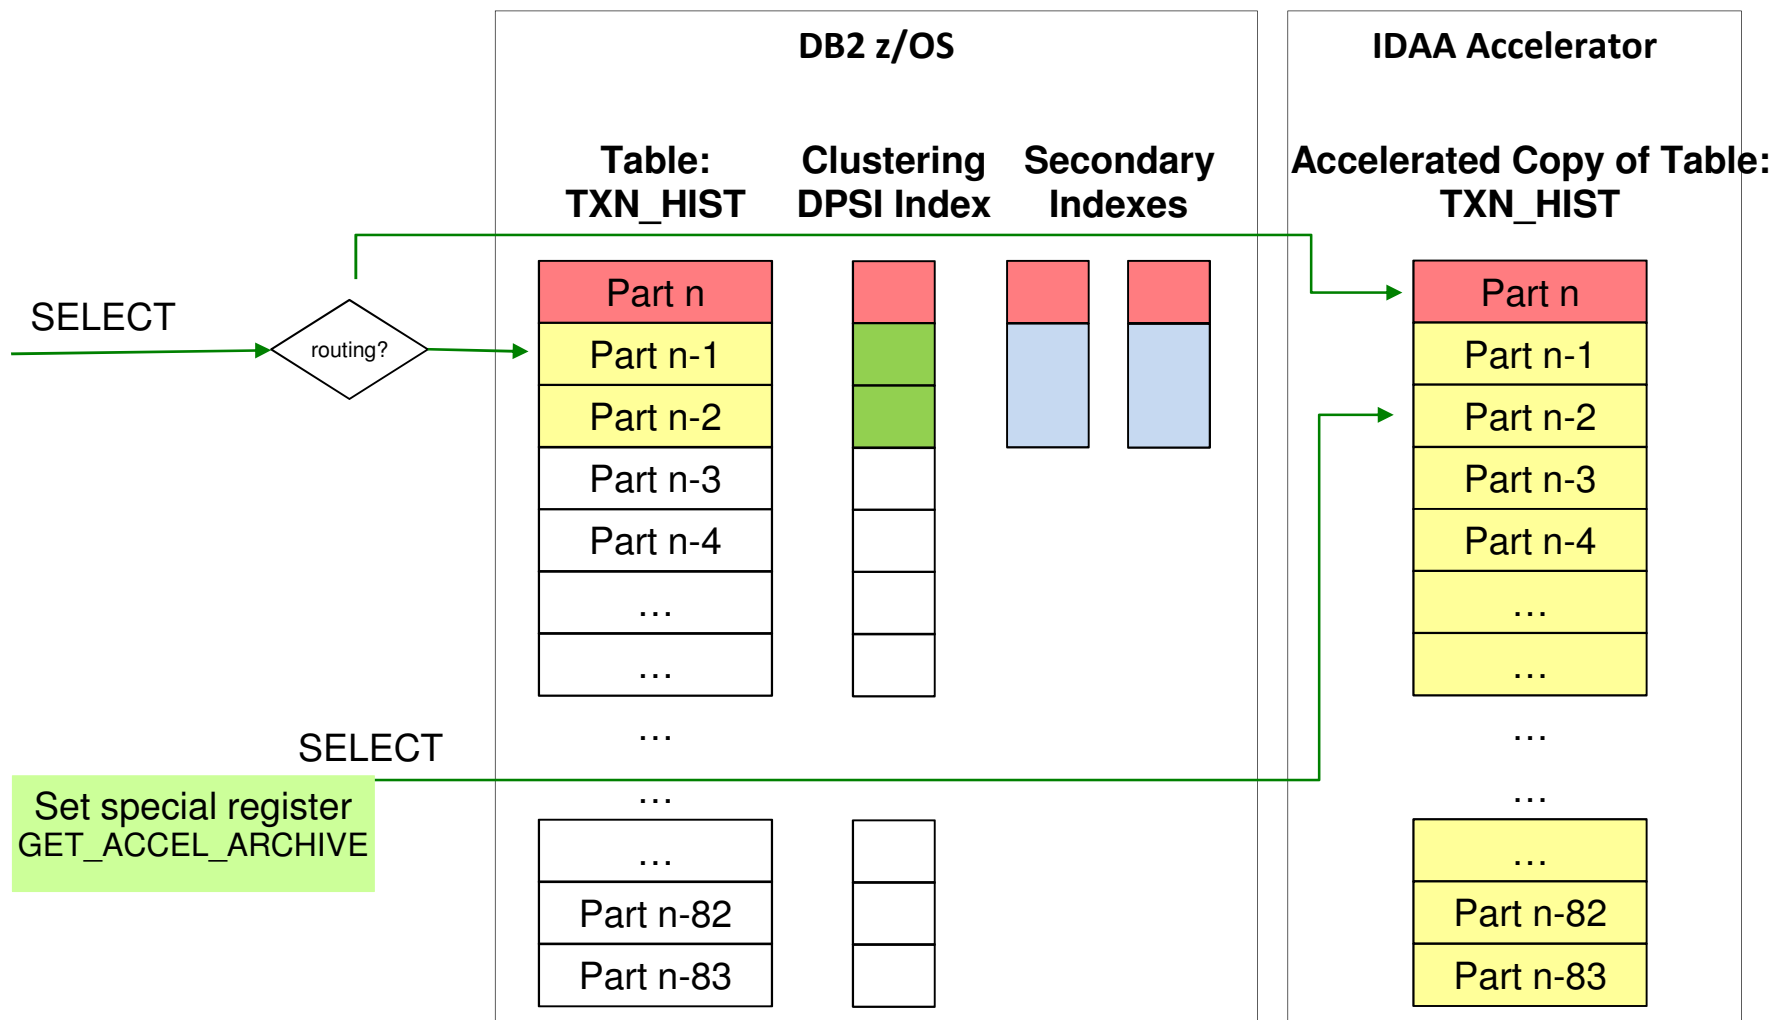 DB2 z/OS
IDAA Accelerator
Table:
TXN_HIST
Clustering
DPSI Index
Secondary
Indexes
Accelerated Copy of Table:
TXN_HIST
SELECT
routing?
Part n
Part n-1
Part n-2
Part n-3
Part n-4
…
…
…
…
…
Part n-82
Part n-83
Part n
Part n-1
Part n-2
Part n-3
Part n-4
…
…
…
…
…
Part n-82
Part n-83
SELECT
Set special register
GET_ACCEL_ARCHIVE